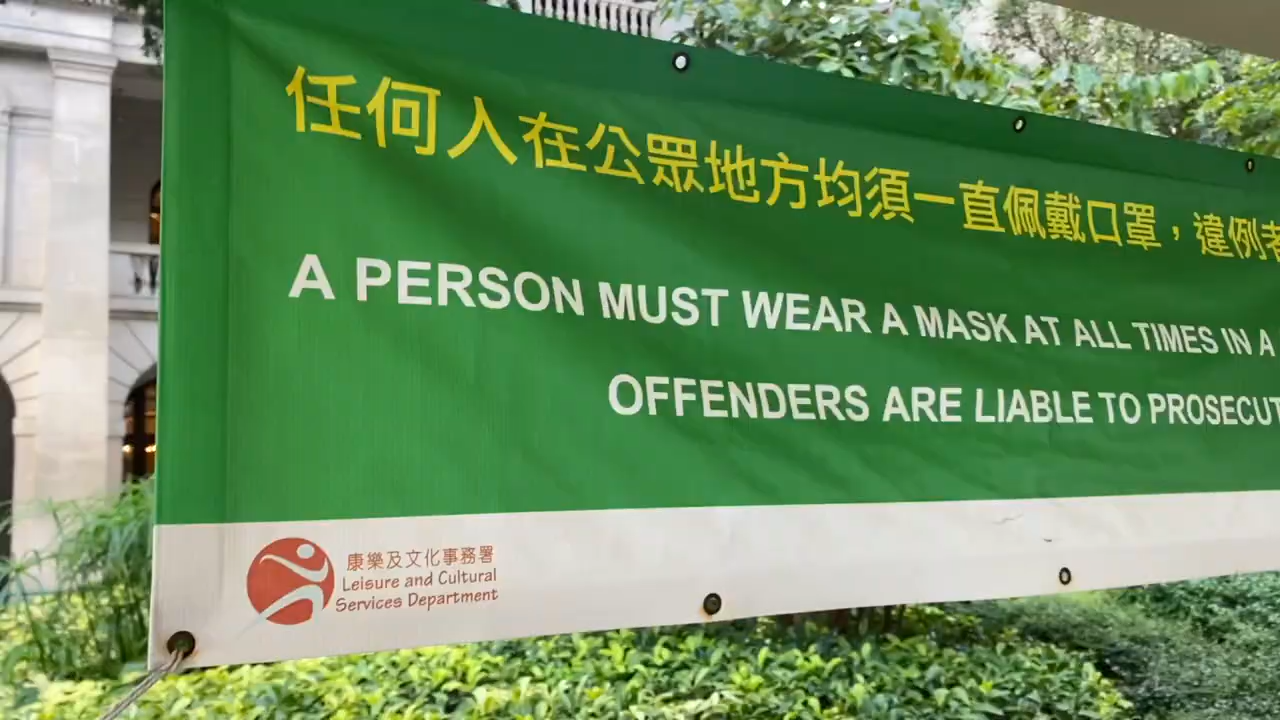 任何人在公眾地方均須一直佩戴口罩，違例者
A PERSON MUST WEAR A MASK AT ALL TIMES IN A
OFFENDERS ARE LIABLE TO
康樂及文化事務署
Leisure and Cultural
Services Department